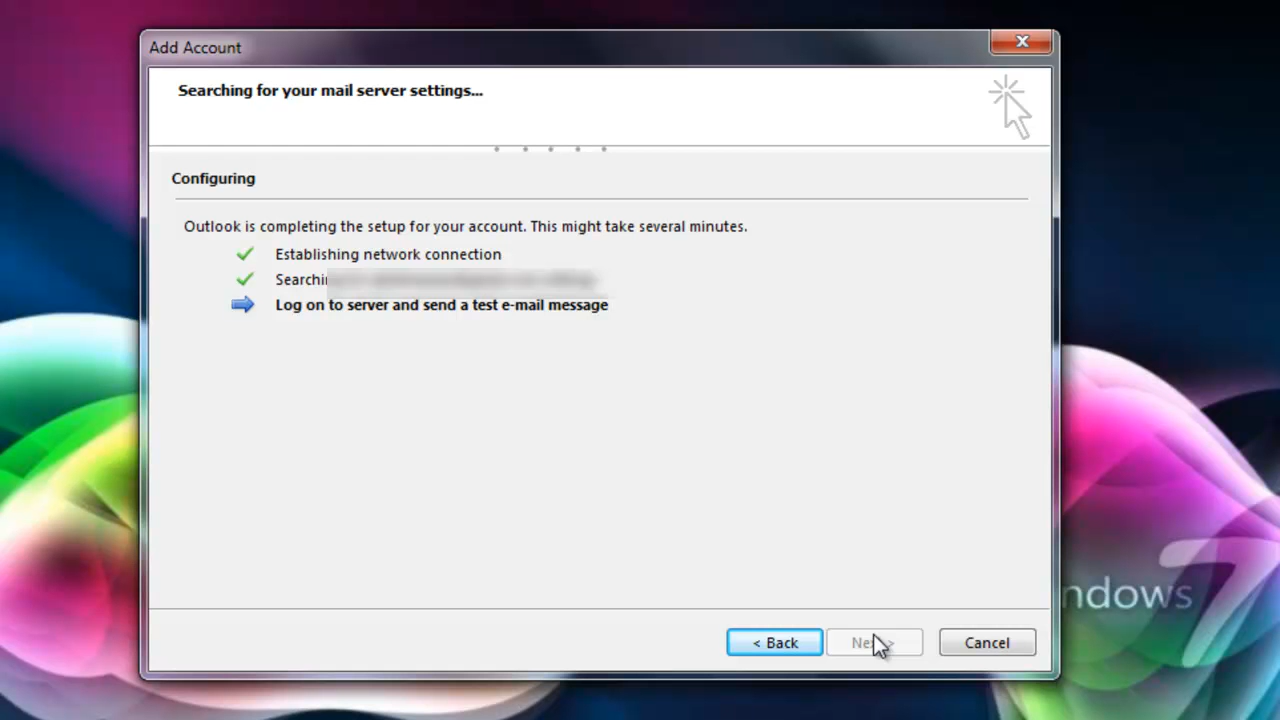 Add Account
Searching for your mail server settings...
Configuring
Outlook is completing the setup for your account. This might take several minutes.
Establishing network connection
Log on to server and send a test e-mail message
ndows 7
< Back
Cancel